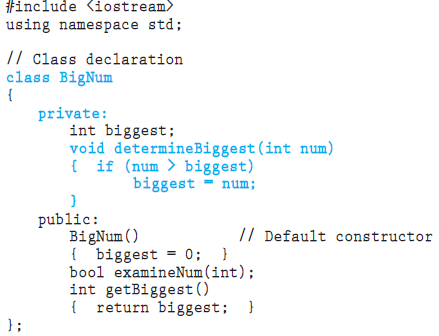 #include <iostream>
using namespace std;
// Class declaration
class BigNum
{
private:
int biggest;
void determineBiggest(int num)
{ if (num > biggest)
biggest = num;
}
public:
BigNum() // Default constructor
{ biggest = 0; }
bool examineNum(int);
int getBiggest()
{ return biggest; }
};